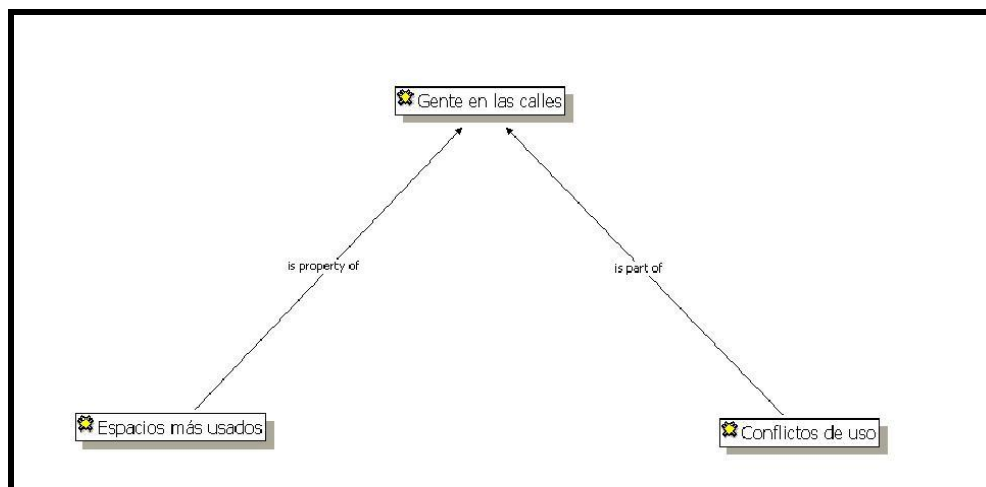 Gente en las calles
is property of
is part of
Espacios más usados
Conflictos de uso